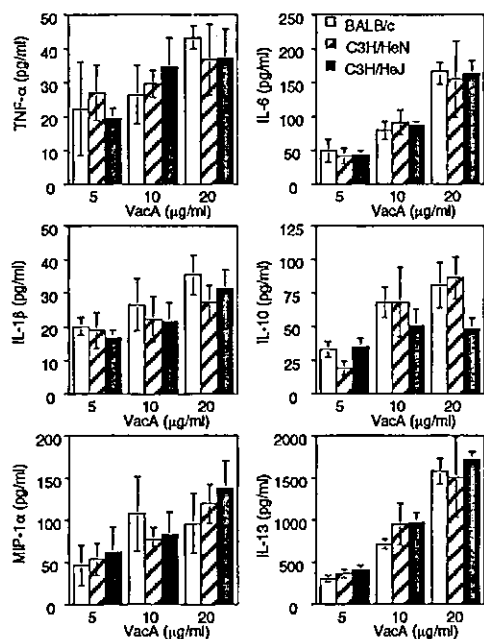 TNF-α (pg/ml)
50
40
30
20
10
0
5 10 20
VacA (μg/ml)
IL-6 (pg/ml)
250
200
150
100
50
0
BALB/c
C3H/HeN
C3H/HeJ
5 10 20
VacA (μg/ml)
IL-1β (pg/ml)
50
40
30
20
10
0
5 10 20
VacA (μg/ml)
IL-10 (pg/ml)
125
100
75
50
25
0
5 10 20
VacA (μg/ml)
MIP-1α (pg/ml)
200
150
100
50
0
5 10 20
VacA (μg/ml)
IL-13 (pg/ml)
2000
1500
1000
500
0
5 10 20
VacA (μg/ml)